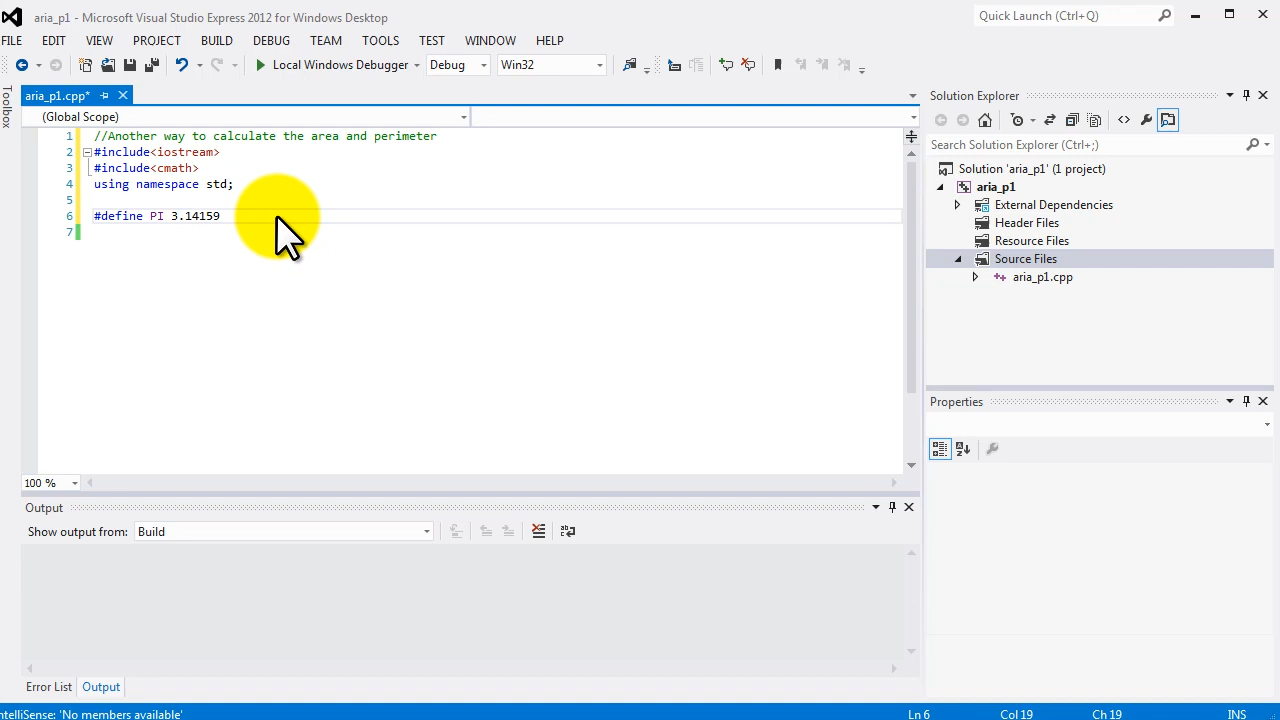 aria_p1 - Microsoft Visual Studio Express 2012 for Windows Desktop
Quick Launch (Ctrl+Q)
FILE EDIT VIEW PROJECT BUILD DEBUG TEAM TOOLS TEST WINDOW HELP
Local Windows Debugger Debug Win32
Toolbox
aria_p1.cpp*
(Global Scope)
1 //Another way to calculate the area and perimeter
2 #include<iostream>
3 #include<cmath>
4 using namespace std;
5
6 #define PI 3.14159
7
100 %
Output
Show output from: Build
Error List Output
Solution Explorer
Search Solution Explorer (Ctrl+;)
Solution 'aria_p1' (1 project)
aria_p1
External Dependencies
Header Files
Resource Files
Source Files
aria_p1.cpp
Properties
ntelliSense: 'No members available' Ln 6 Col 19 Ch 19 INS